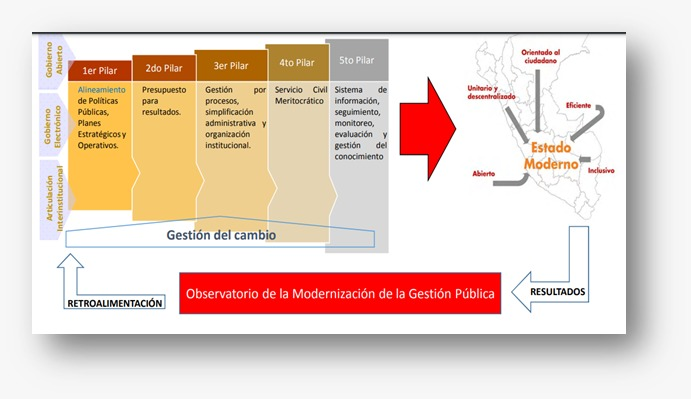 Gobierno
Abierto
Gobierno
Electrónico
Articulación
Interinstitucional
1er Pilar
Alineamiento
de Políticas
Públicas,
Planes
Estratégicos y
Operativos.
2do Pilar
Presupuesto
para
resultados.
3er Pilar
Gestión por
procesos,
simplificación
administrativa y
organización
institucional.
4to Pilar
Servicio Civil
Meritocrático
5to Pilar
Sistema de
información,
seguimiento,
monitoreo,
evaluación y
gestión del
conocimiento
Gestión del cambio
Orientado al
ciudadano
Unitario y
descentralizado
Eficiente
Estado
Moderno
Inclusivo
Abierto
RETROALIMENTACIÓN
Observatorio de la Modernización de la Gestión Pública
RESULTADOS